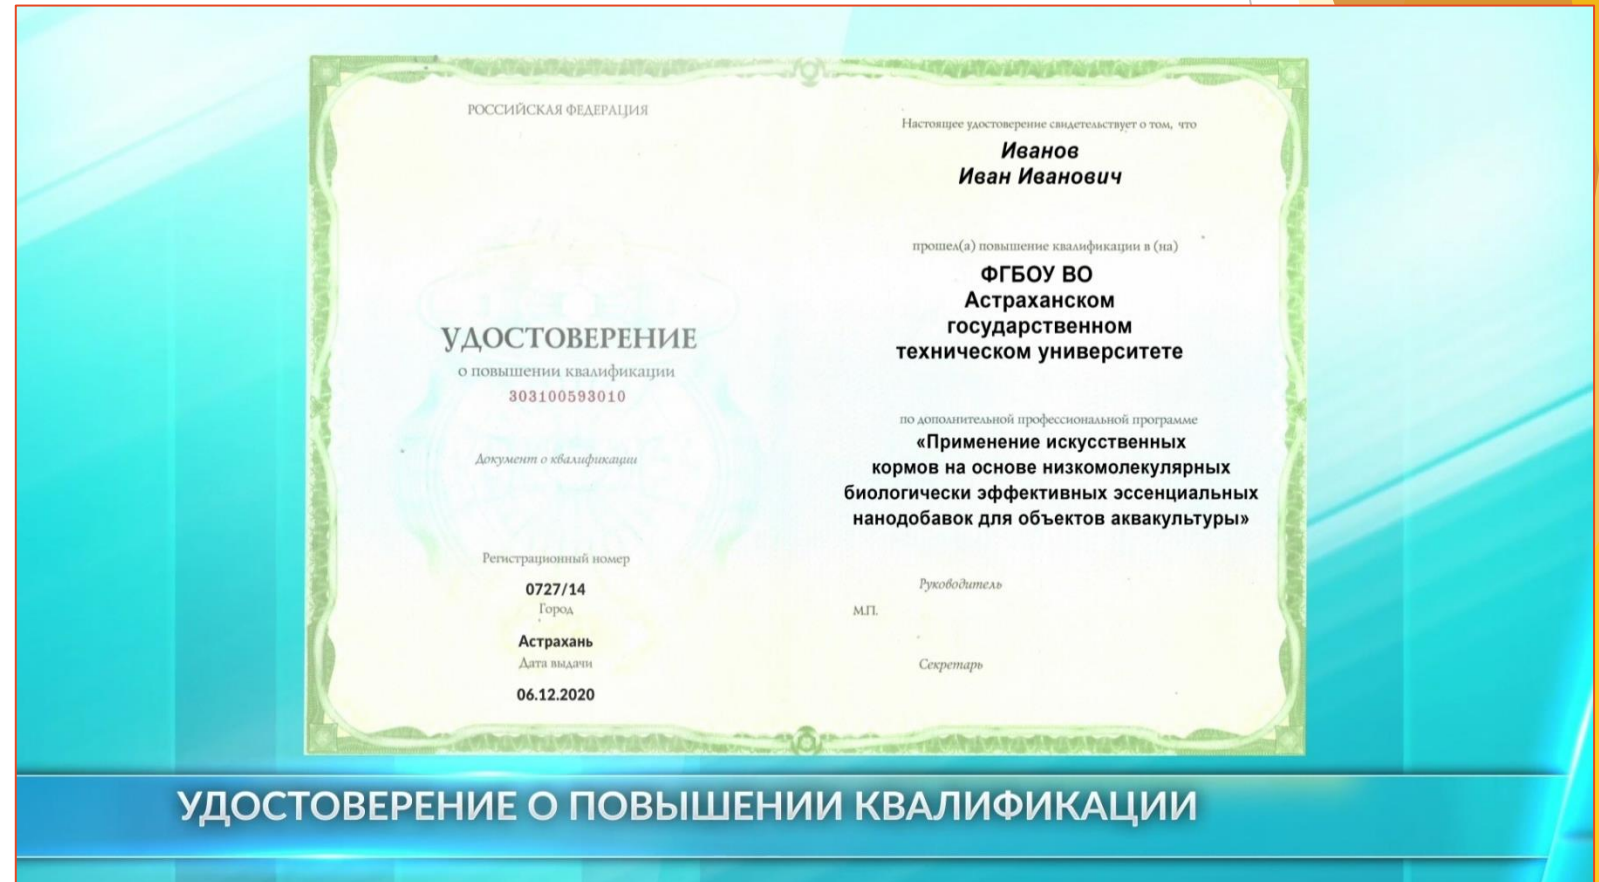 РОССИЙСКАЯ ФЕДЕРАЦИЯ
УДОСТОВЕРЕНИЕ
о повышении квалификации
303100593010
Документ о квалификации
Регистрационный номер
0727/14
Город
Астрахань
Дата выдачи
06.12.2020
Настоящее удостоверение свидетельствует о том, что
Иванов
Иван Иванович
прошел(а) повышение квалификации в (на)
ФГБОУ ВО
Астраханском
государственном
техническом университете
по дополнительной профессиональной программе
«Применение искусственных
кормов на основе низкомолекулярных
биологически эффективных эссенциальных
нанодобавок для объектов аквакультуры»
Руководитель
М.П.
Секретарь
УДОСТОВЕРЕНИЕ О ПОВЫШЕНИИ КВАЛИФИКАЦИИ